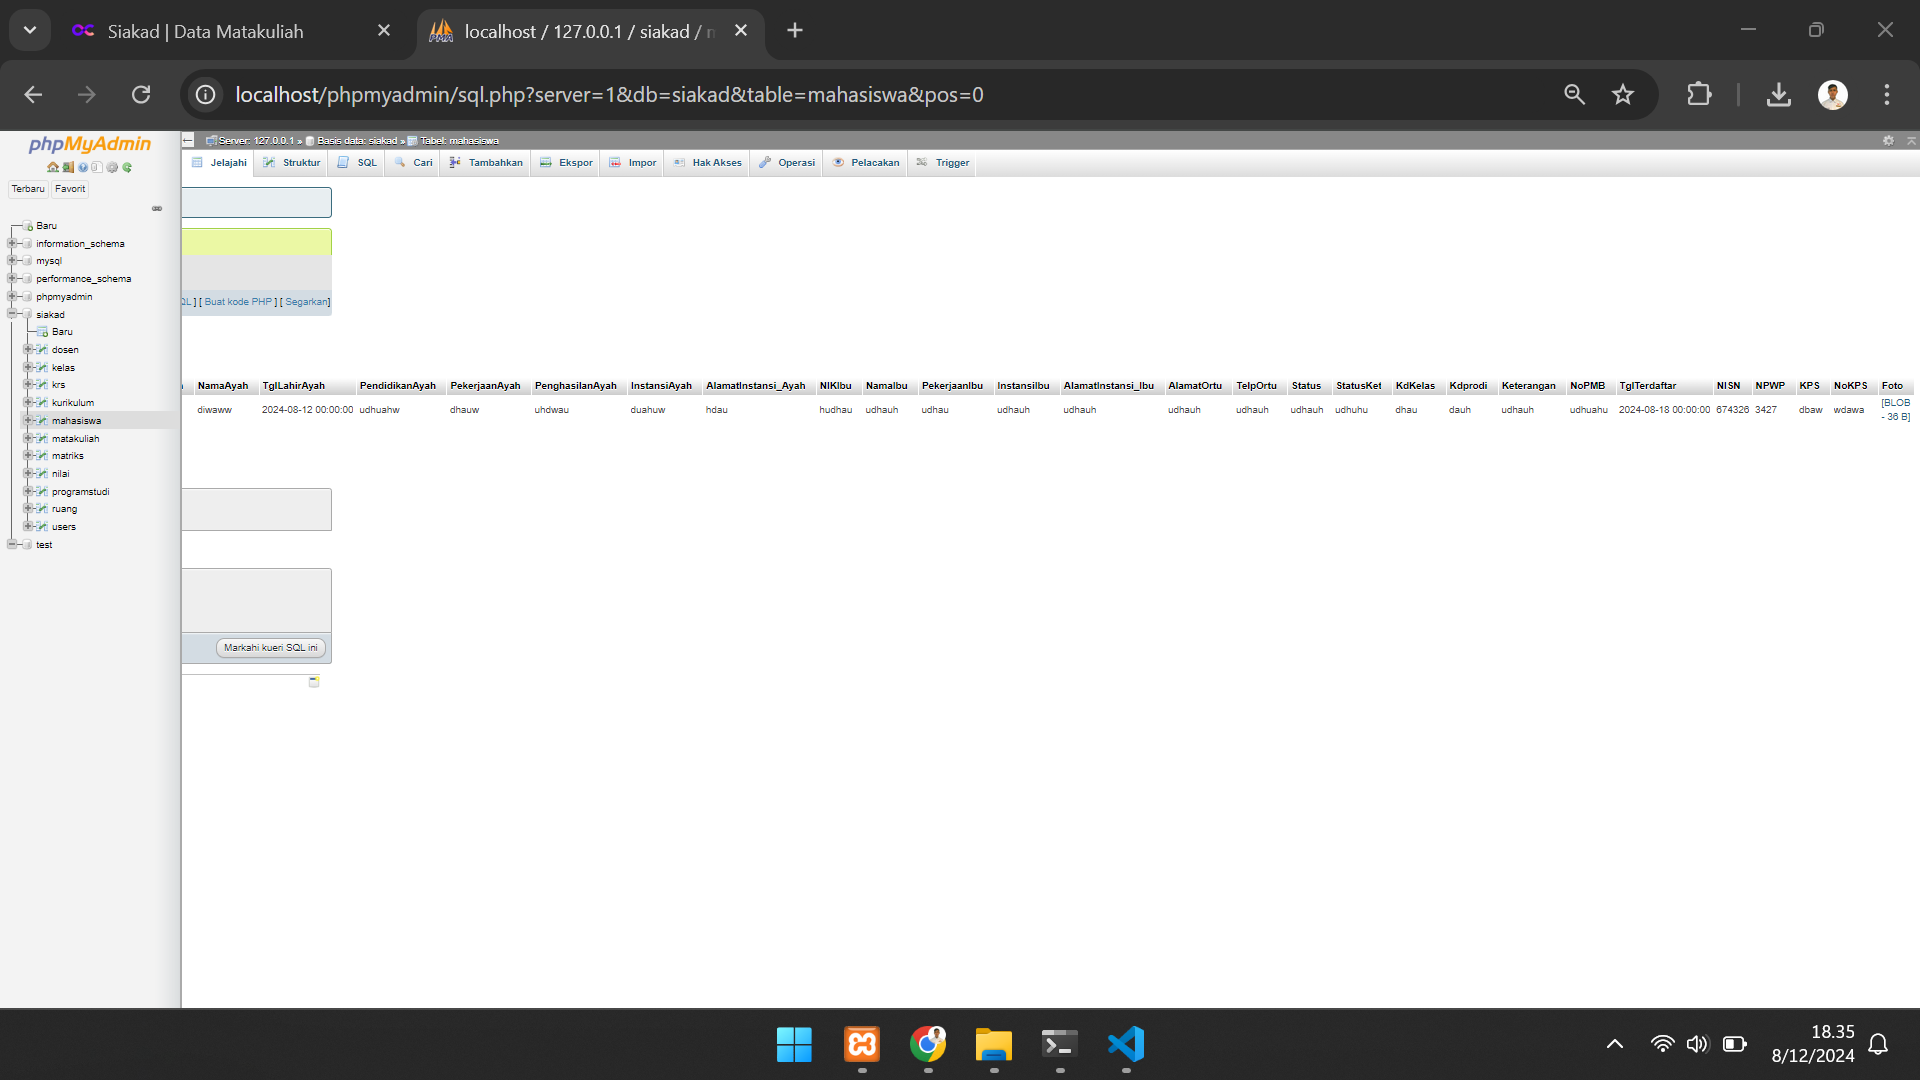 Siakad | Data Matakuliah
localhost / 127.0.0.1 / siakad /
localhost/phpmyadmin/sql.php?server=1&db=siakad&table=mahasiswa&pos=0
phpMyAdmin
Terbaru Favorit
Baru
information_schema
mysql
performance_schema
phpmyadmin
siakad
Baru
dosen
kelas
krs
kurikulum
mahasiswa
matakuliah
matriks
nilai
programstudi
ruang
users
test
Server: 127.0.0.1 » Basis data: siakad » Tabel: mahasiswa
Jelajahi Struktur SQL Cari Tambahkan Ekspor Impor Hak Akses Operasi Pelacakan Trigger
] [ Buat kode PHP ] [ Segarkan]
NamaAyah TglLahirAyah PendidikanAyah PekerjaanAyah PenghasilanAyah InstansiAyah AlamatInstansi_Ayah NIKIbu NamaIbu PekerjaanIbu InstansiIbu AlamatInstansi_Ibu AlamatOrtu TelpOrtu Status StatusKet KdKelas Kdprodi Keterangan NoPMB TglTerdaftar NISN NPWP KPS NoKPS Foto
diwaww 2024-08-12 00:00:00 udhuahw dhauw uhdwau duahuw hdau hudhau udhauh udhau udhauh udhauh udhauh udhauh udhauh udhuhu dhau dauh udhauh udhuahu 2024-08-18 00:00:00 674326 3427 dbaw wdawa [BLOB
- 36 B]
Markahi kueri SQL ini
18.35
8/12/2024